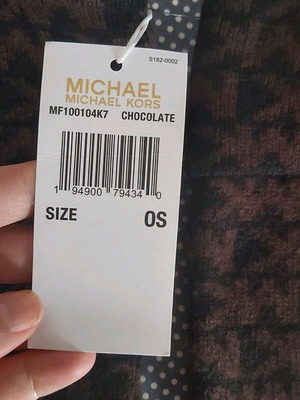 S182-0002
MICHAEL
MICHAEL KORS
MF100104K7 CHOCOLATE
1 94900 79434 0
SIZE OS